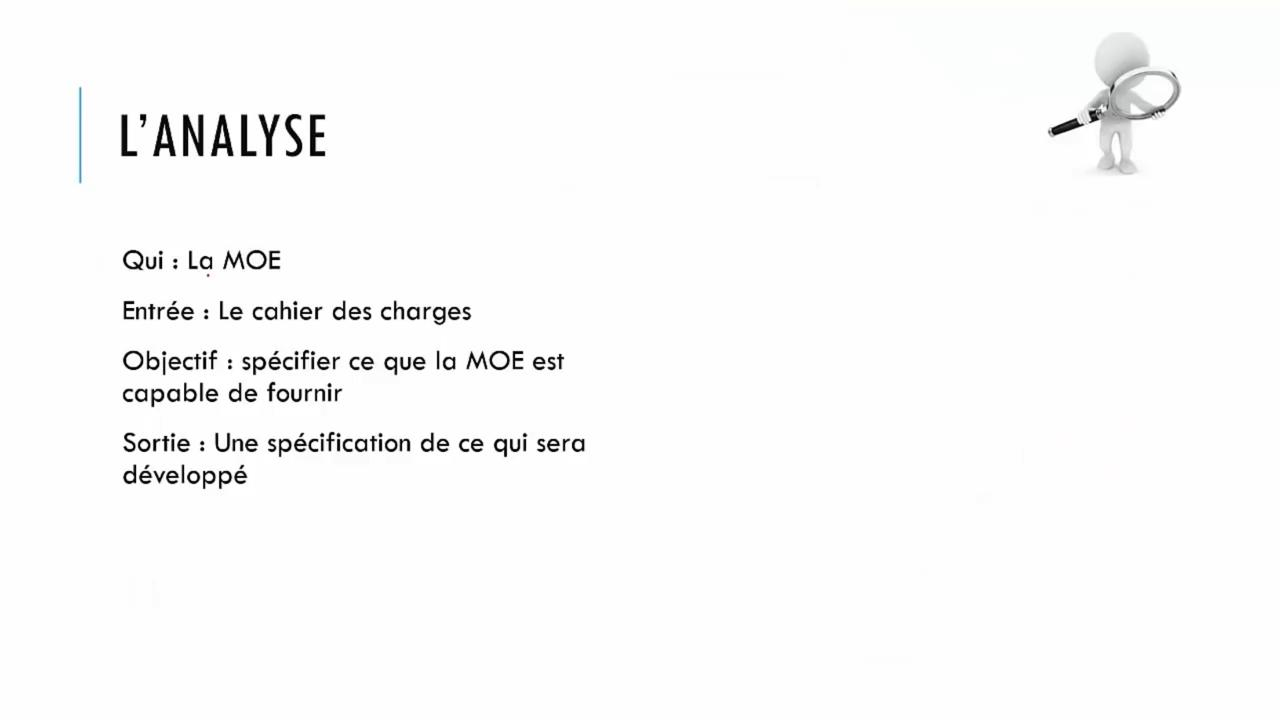 L'ANALYSE
Qui : La MOE
Entrée : Le cahier des charges
Objectif : spécifier ce que la MOE est
capable de fournir
Sortie : Une spécification de ce qui sera
développé